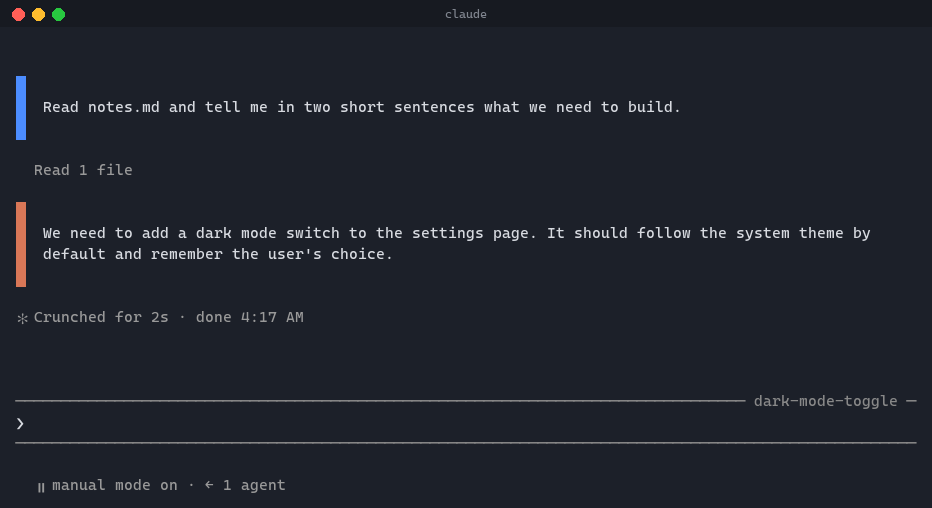 claude
Read notes.md and tell me in two short sentences what we need to build.
Read 1 file
We need to add a dark mode switch to the settings page. It should follow the system theme by
default and remember the user's choice.
✻ Crunched for 2s · done 4:17 AM
dark-mode-toggle
❯
⏸ manual mode on · ← 1 agent